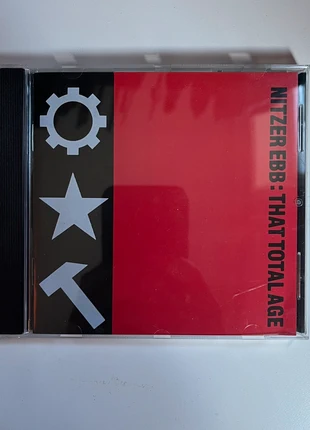 NITZER EBB: THAT TOTAL AGE